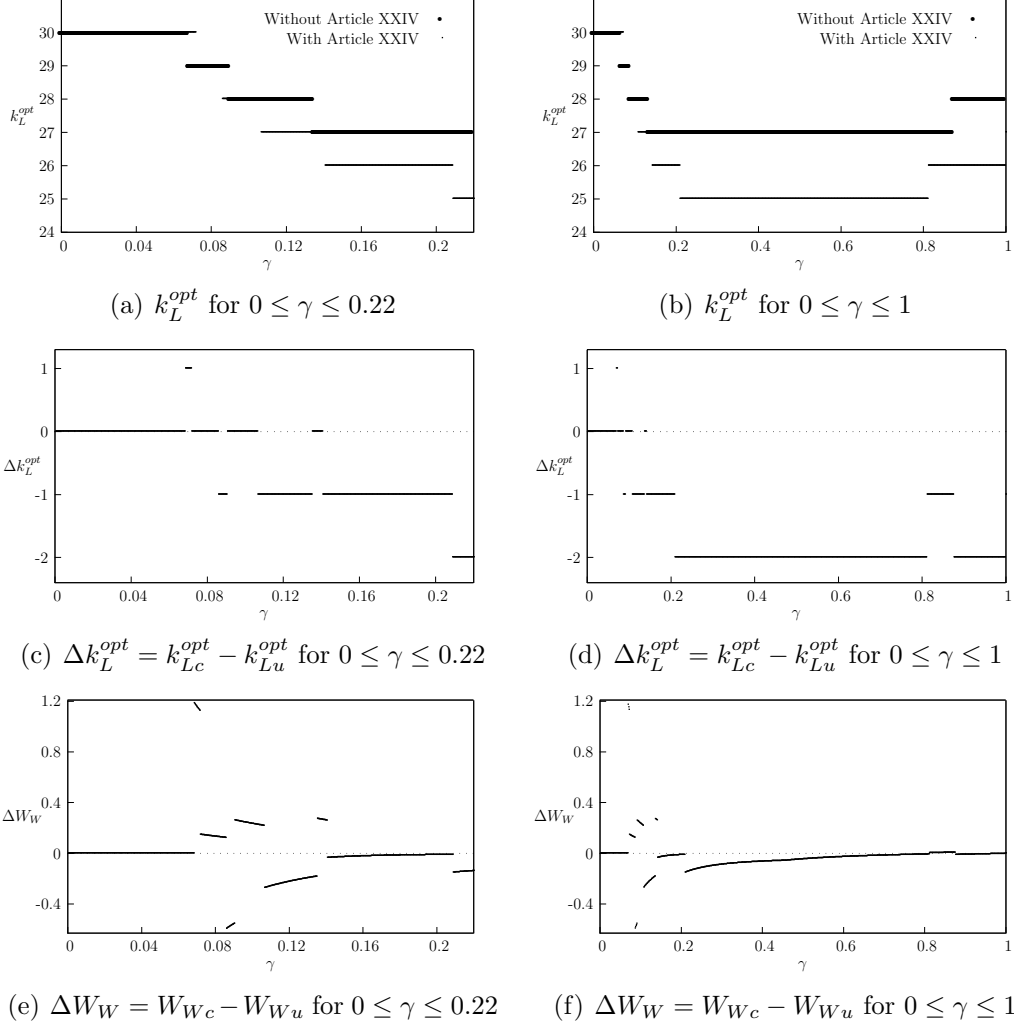 Without Article XXIV
With Article XXIV
30
29
28
27
26
25
24
k_L^{opt}
0 0.04 0.08 0.12 0.16 0.2
γ
(a) k_L^{opt} for 0 ≤ γ ≤ 0.22
Without Article XXIV
With Article XXIV
30
29
28
27
26
25
24
k_L^{opt}
0 0.2 0.4 0.6 0.8 1
γ
(b) k_L^{opt} for 0 ≤ γ ≤ 1
1
0
-1
-2
Δk_L^{opt}
0 0.04 0.08 0.12 0.16 0.2
γ
(c) Δk_L^{opt} = k_{Lc}^{opt} − k_{Lu}^{opt} for 0 ≤ γ ≤ 0.22
1
0
-1
-2
Δk_L^{opt}
0 0.2 0.4 0.6 0.8 1
γ
(d) Δk_L^{opt} = k_{Lc}^{opt} − k_{Lu}^{opt} for 0 ≤ γ ≤ 1
1.2
0.8
0.4
0
-0.4
ΔW_W
0 0.04 0.08 0.12 0.16 0.2
γ
(e) ΔW_W = W_{Wc} − W_{Wu} for 0 ≤ γ ≤ 0.22
1.2
0.8
0.4
0
-0.4
ΔW_W
0 0.2 0.4 0.6 0.8 1
γ
(f) ΔW_W = W_{Wc} − W_{Wu} for 0 ≤ γ ≤ 1